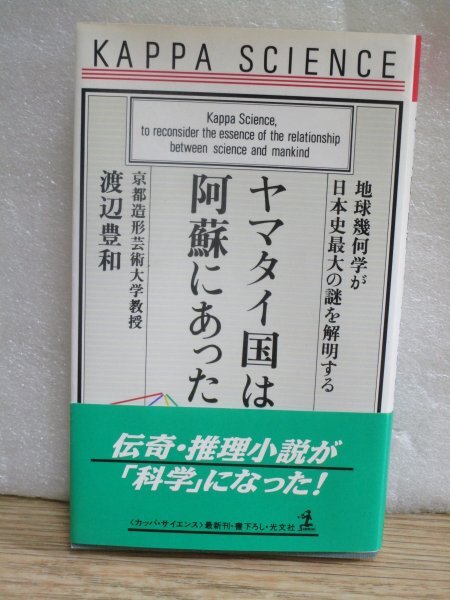 KAPPA SCIENCE
Kappa Science,
to reconsider the essence of the relationship
between science and mankind
地球幾何学が
日本史最大の謎を解明する
ヤマタイ国は
阿蘇にあった
京都造形芸術大学教授
渡辺豊和
伝奇・推理小説が
「科学」になった!
〈カッパ・サイエンス〉最新刊・書下ろし・光文社